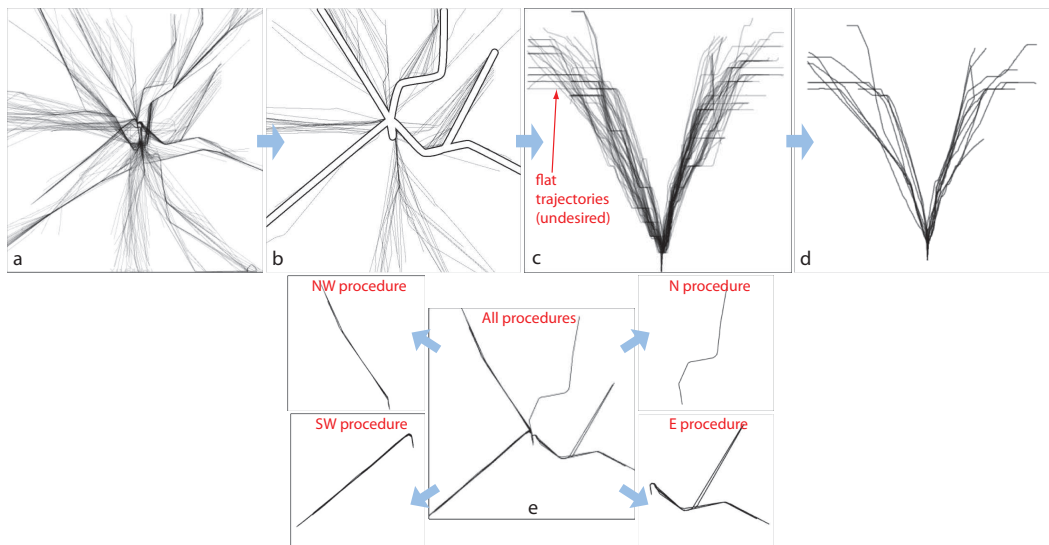 a
b
c
flat
trajectories
(undesired)
d
NW procedure
All procedures
N procedure
SW procedure
E procedure
e